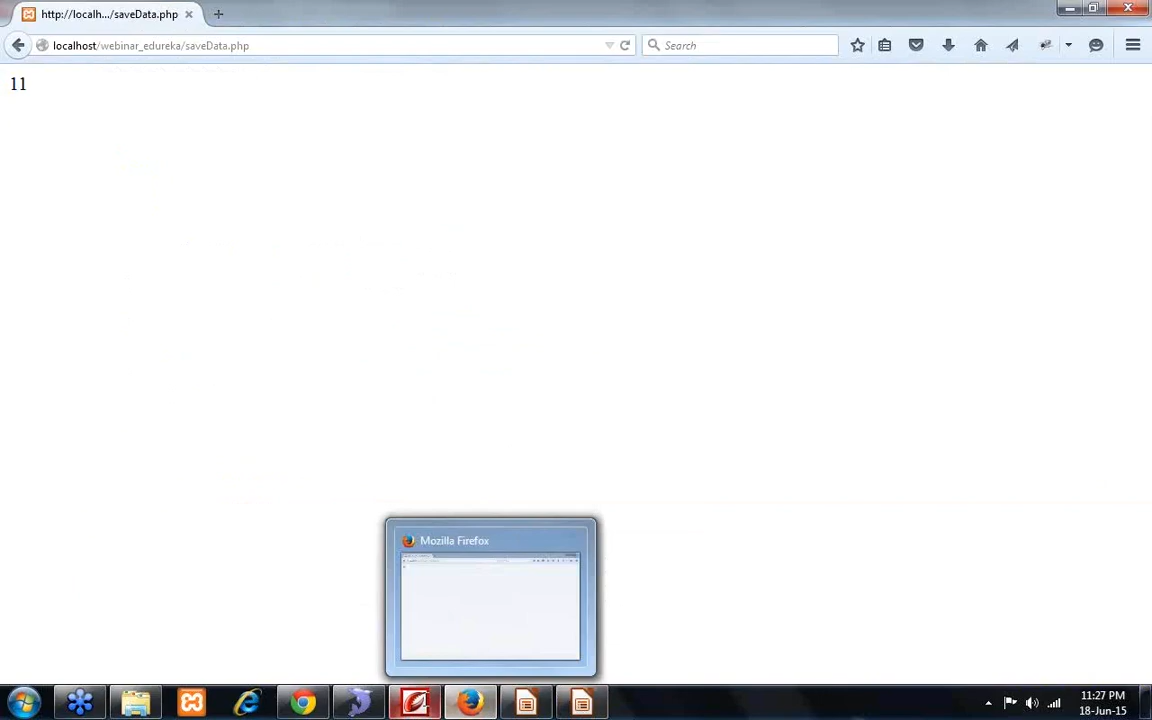 http://localh.../saveData.php
localhost/webinar_edureka/saveData.php
Search
11
Mozilla Firefox
11:27 PM
18-Jun-15